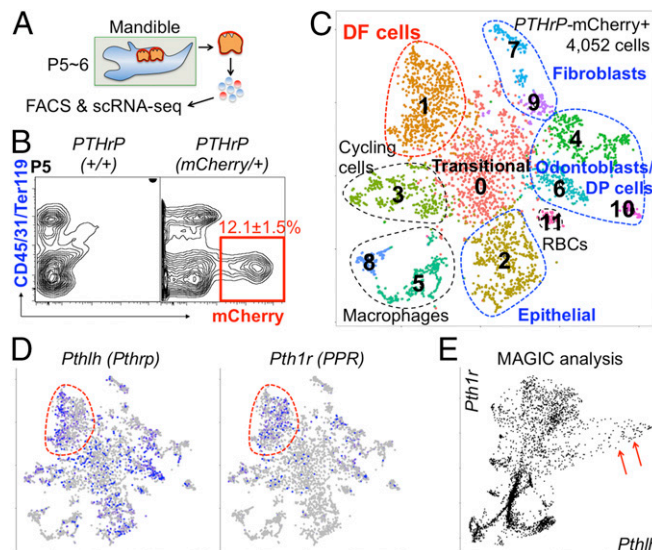 A
Mandible
P5~6
FACS & scRNA-seq
B
PTHrP
(+/+)
PTHrP
(mCherry/+)
P5
CD45/31/Ter119
12.1±1.5%
mCherry
C
DF cells
PTHrP-mCherry+
4,052 cells
7
Fibroblasts
1
9
4
Cycling
cells
Transitional
Odontoblasts/
DP cells
3
0
6
10
11
RBCs
8
5
2
Macrophages
Epithelial
D
Pthlh (Pthrp)
Pth1r (PPR)
E
MAGIC analysis
Pth1r
Pthlh